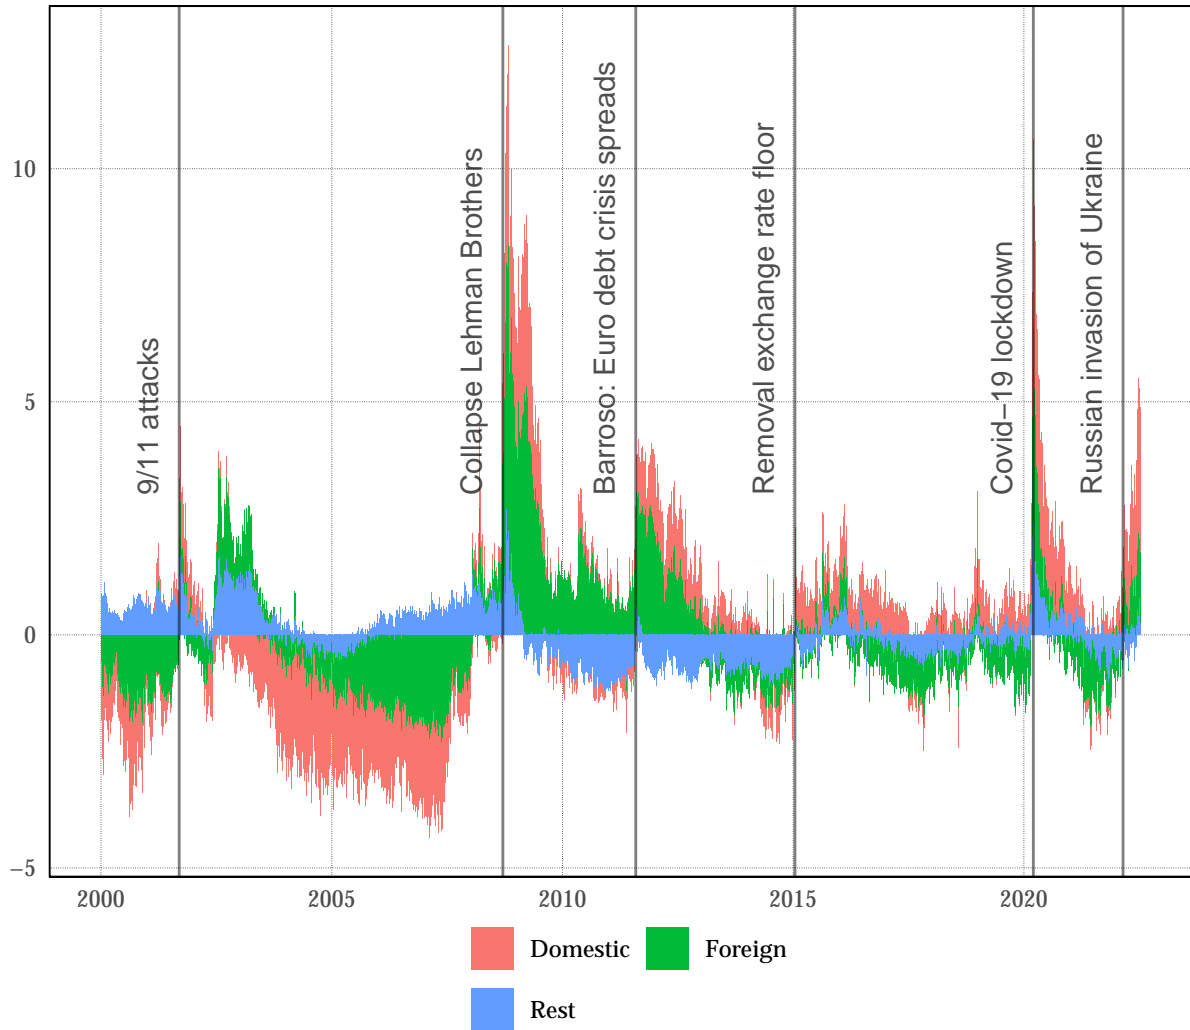 10
5
0
−5
9/11 attacks
Collapse Lehman Brothers
Barroso: Euro debt crisis spreads
Removal exchange rate floor
Covid−19 lockdown
Russian invasion of Ukraine
2000 2005 2010 2015 2020
Domestic Foreign
Rest